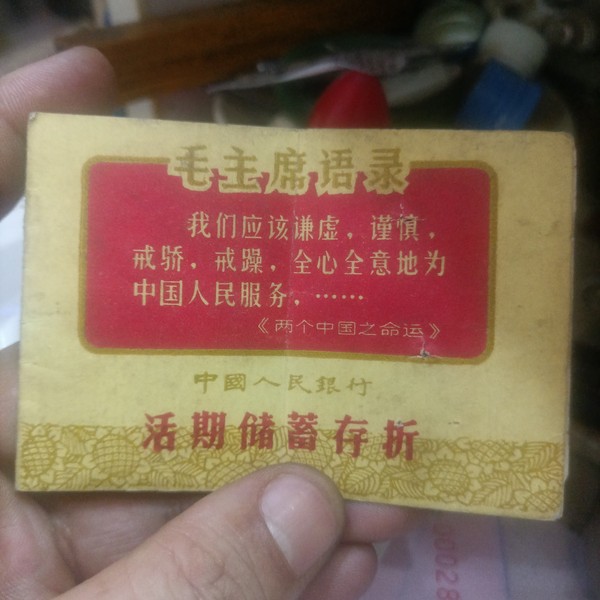 毛主席语录
我们应该谦虚，谨慎，
戒骄，戒躁，全心全意地为
中国人民服务，……
《两个中国之命运》
中國人民銀行
活期储蓄存折
60028